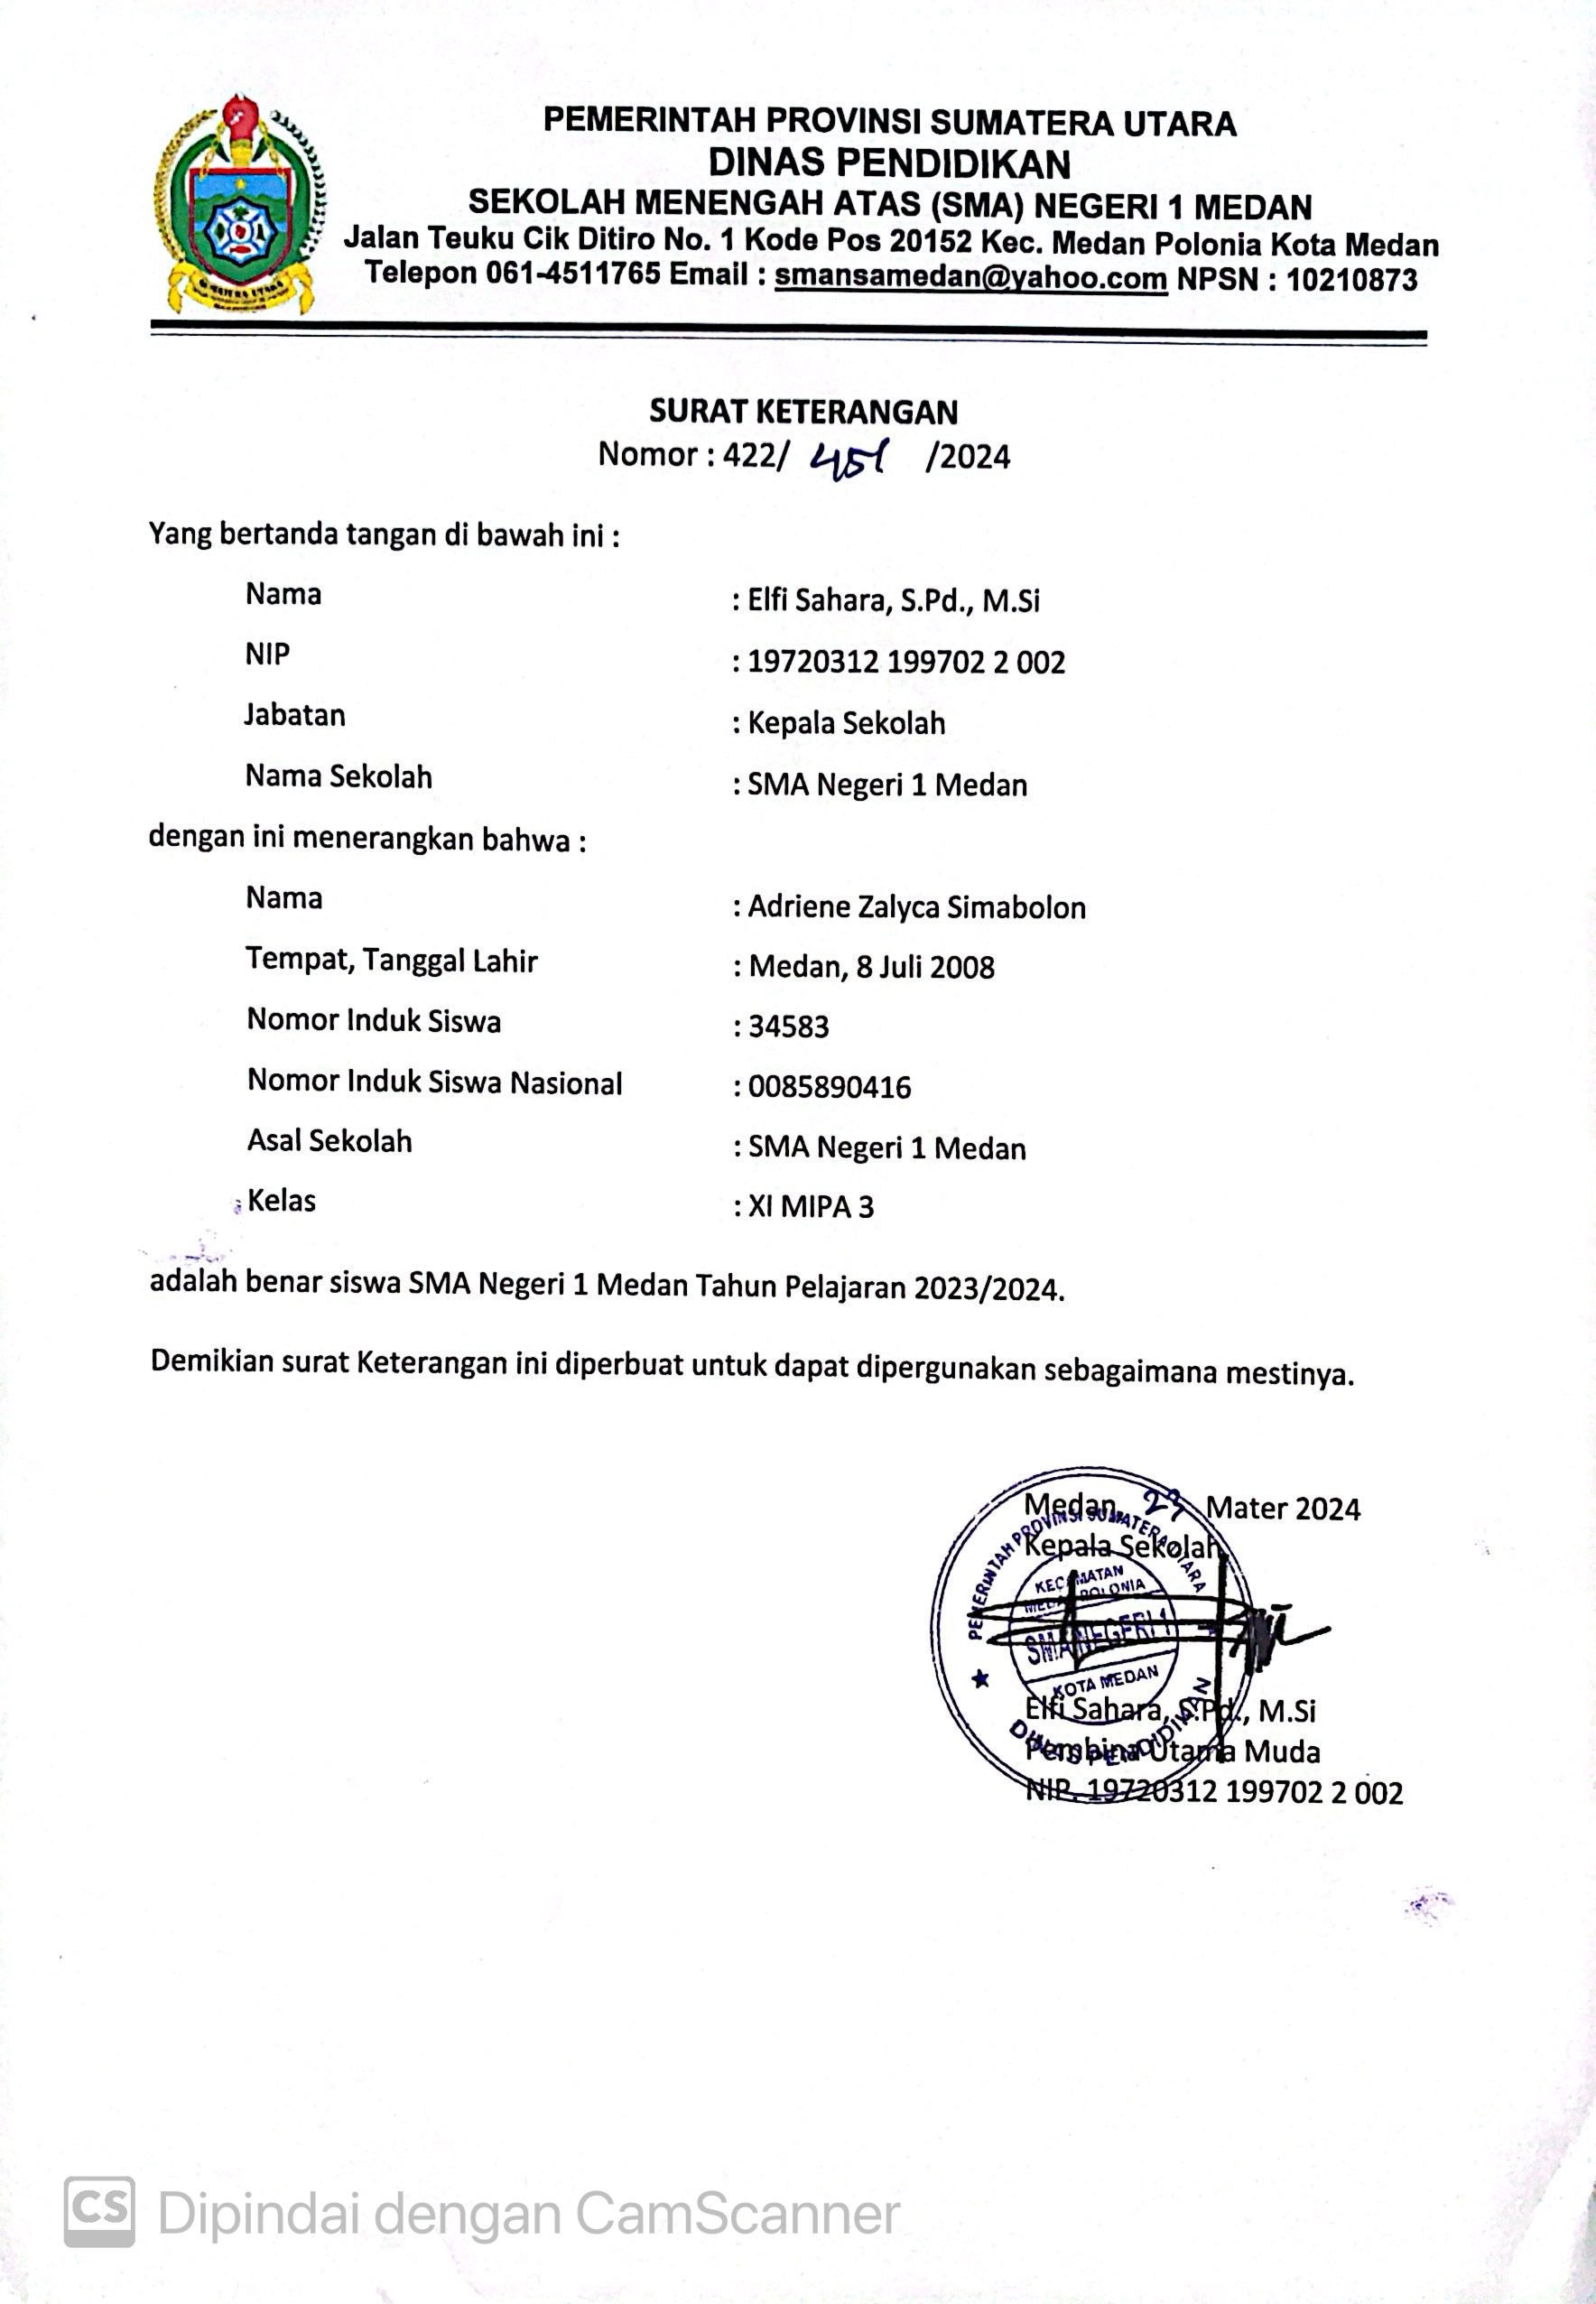 PEMERINTAH PROVINSI SUMATERA UTARA
DINAS PENDIDIKAN
SEKOLAH MENENGAH ATAS (SMA) NEGERI 1 MEDAN
Jalan Teuku Cik Ditiro No. 1 Kode Pos 20152 Kec. Medan Polonia Kota Medan
Telepon 061-4511765 Email : smansamedan@yahoo.com NPSN : 10210873
SURAT KETERANGAN
Nomor : 422/ 451 /2024
Yang bertanda tangan di bawah ini :
Nama : Elfi Sahara, S.Pd., M.Si
NIP : 19720312 199702 2 002
Jabatan : Kepala Sekolah
Nama Sekolah : SMA Negeri 1 Medan
dengan ini menerangkan bahwa :
Nama : Adriene Zalyca Simabolon
Tempat, Tanggal Lahir : Medan, 8 Juli 2008
Nomor Induk Siswa : 34583
Nomor Induk Siswa Nasional : 0085890416
Asal Sekolah : SMA Negeri 1 Medan
Kelas : XI MIPA 3
adalah benar siswa SMA Negeri 1 Medan Tahun Pelajaran 2023/2024.
Demikian surat Keterangan ini diperbuat untuk dapat dipergunakan sebagaimana mestinya.
Medan, Mater 2024
Kepala Sekolah
PEMERINTAH PROVINSI SUMATERA UTARA
KECAMATAN
MEDAN POLONIA
SMA NEGERI 1
KOTA MEDAN
DINAS PENDIDIKAN
Elfi Sahara, S.Pd., M.Si
Pembina Utama Muda
NIP. 19720312 199702 2 002
CS Dipindai dengan CamScanner